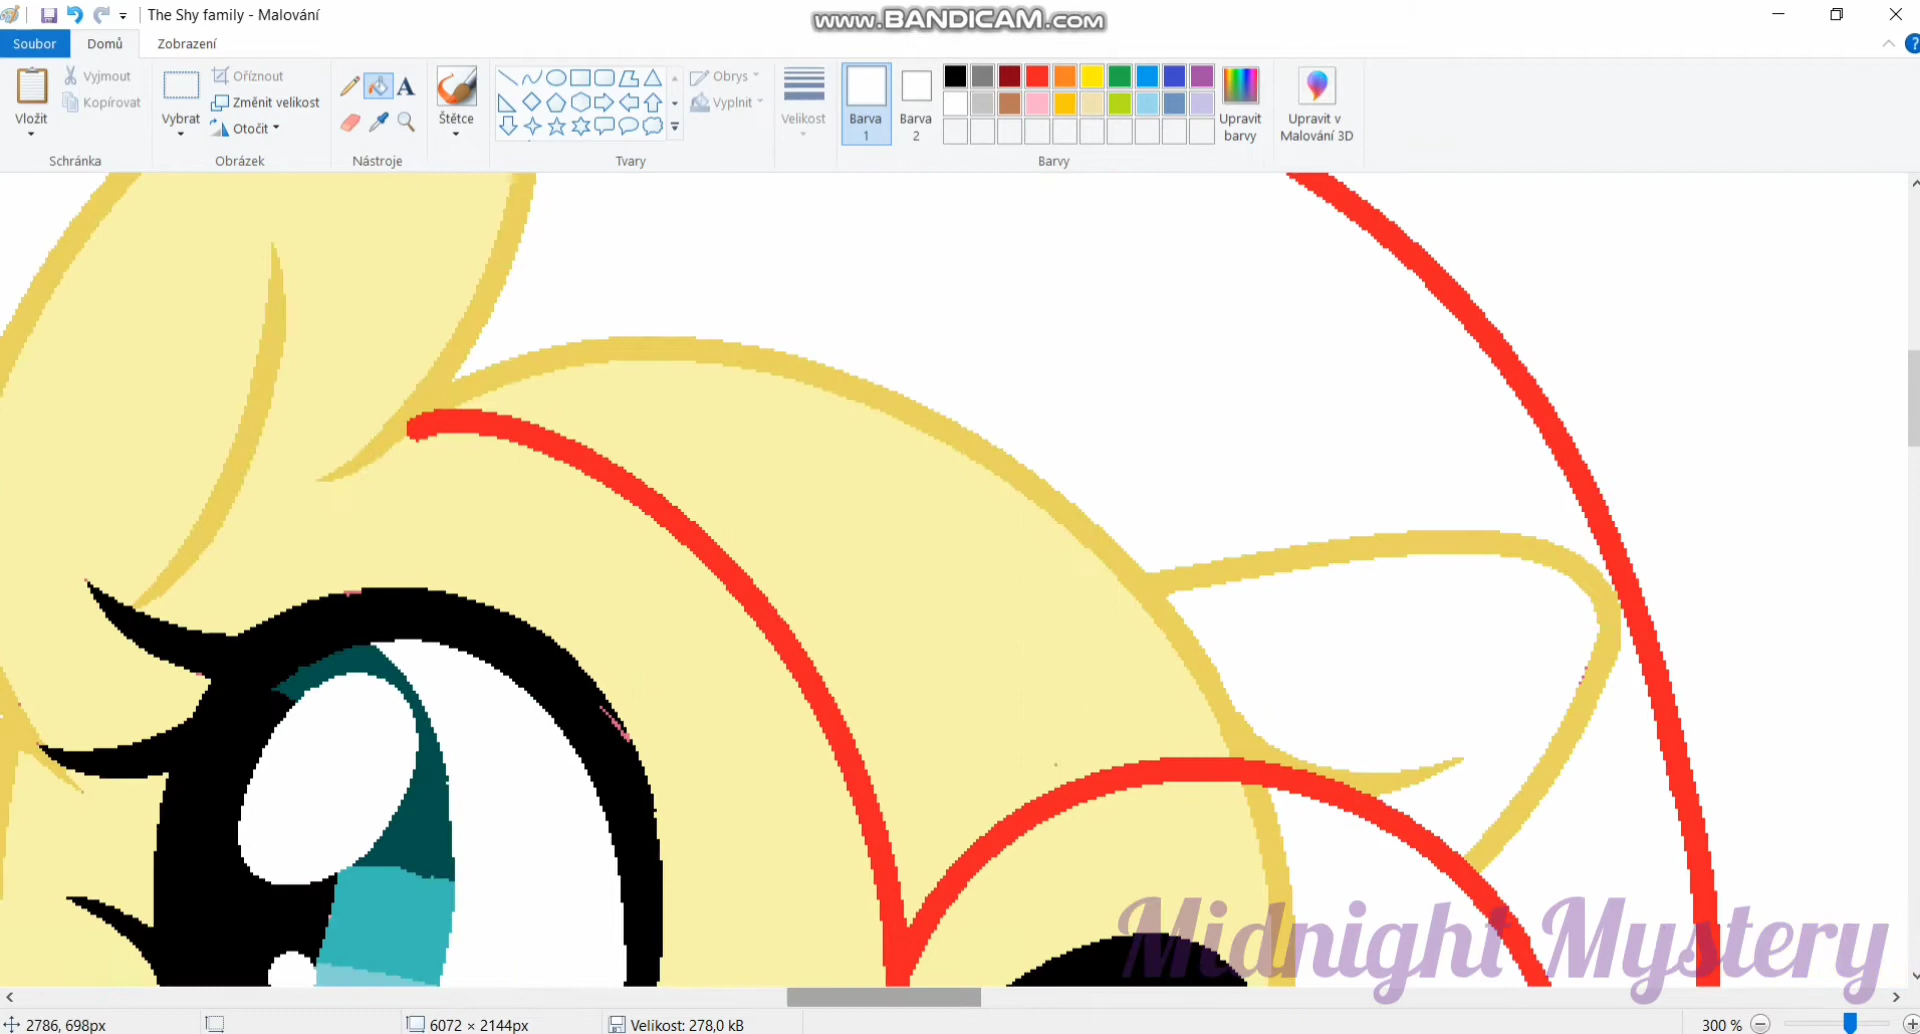 The Shy family - Malování
www.BANDICAM.com
Soubor
Domů
Zobrazení
Vložit
Vyjmout
Kopírovat
Schránka
Vybrat
Oříznout
Změnit velikost
Otočit
Obrázek
A
Nástroje
Štětce
Obrys
Vyplnit
Tvary
Velikost
Barva 1
Barva 2
Upravit barvy
Barvy
Upravit v Malování 3D
Midnight Mystery
2786, 698px
6072 × 2144px
Velikost: 278,0 kB
300 %